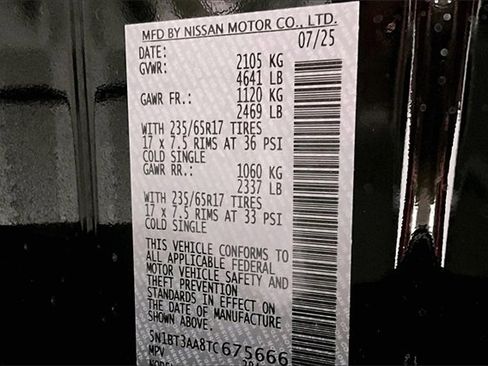 MFD BY NISSAN MOTOR CO., LTD.
DATE: 07/25
GVWR: 2105 KG
4641 LB
GAWR FR.: 1120 KG
2469 LB
WITH 235/65R17 TIRES
17 x 7.5 RIMS AT 36 PSI
COLD SINGLE
GAWR RR.: 1060 KG
2337 LB
WITH 235/65R17 TIRES
17 x 7.5 RIMS AT 33 PSI
COLD SINGLE
THIS VEHICLE CONFORMS TO
ALL APPLICABLE FEDERAL
MOTOR VEHICLE SAFETY AND
THEFT PREVENTION
STANDARDS IN EFFECT ON
THE DATE OF MANUFACTURE
SHOWN ABOVE.
5N1BT3AA8TC675666
MPV